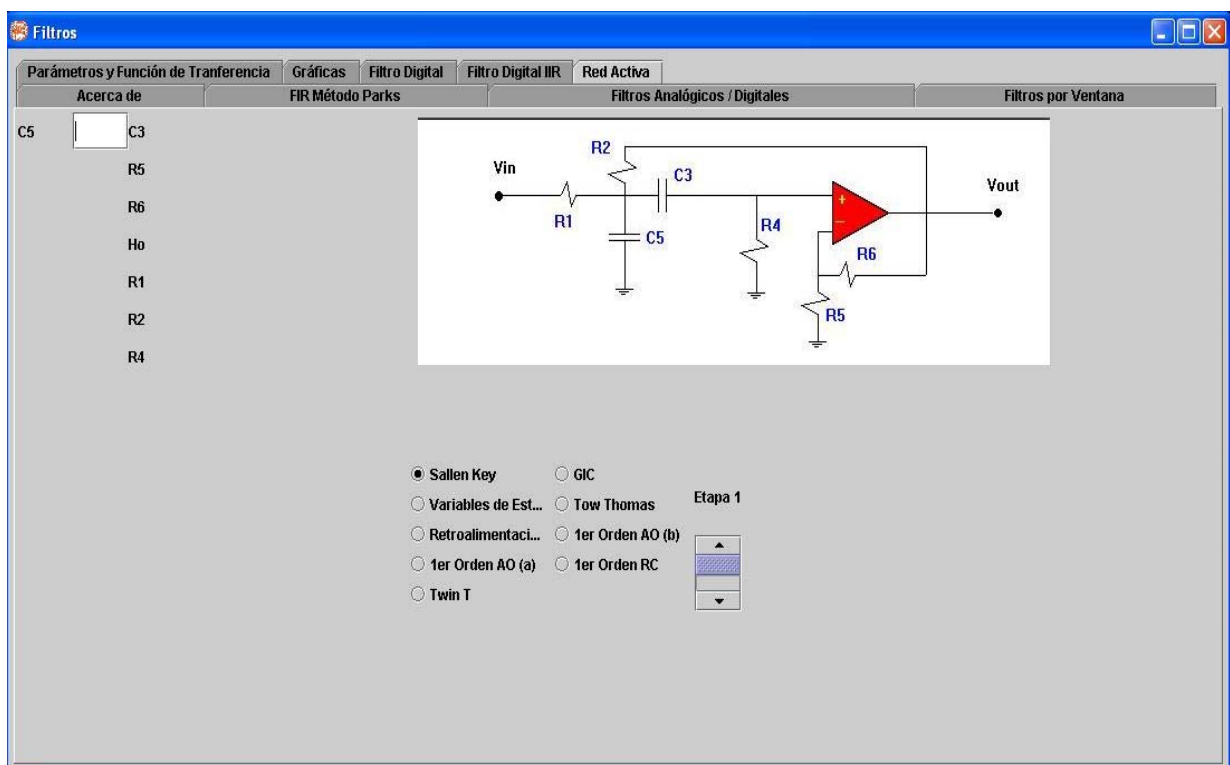 Filtros
Parámetros y Función de Tranferencia Gráficas Filtro Digital Filtro Digital IIR Red Activa
Acerca de FIR Método Parks Filtros Analógicos / Digitales Filtros por Ventana
C5 C3
R5
R6
Ho
R1
R2
R4
R2
Vin
C3
Vout
R1
R4
C5
+
−
R6
R5
Sallen Key GIC
Variables de Est... Tow Thomas
Etapa 1
Retroalimentaci... 1er Orden AO (b)
1er Orden AO (a) 1er Orden RC
Twin T